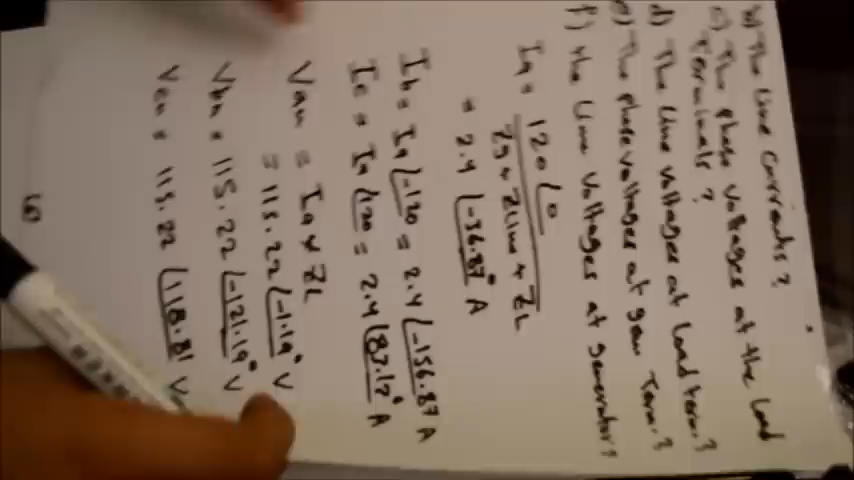 b) The Line currents?
c) The phase voltages at the Load
Terminals?
d) The Line voltages at Load term.?
e) The phase voltages at gen Term.?
f) the Line voltages at generator?
Ia = 120∠0 / Zg + ZLine + ZL
= 2.4∠-36.87° A
Ib = Ia∠-120 = 2.4∠-156.87 A
Ic = Ia∠120 = 2.4∠83.13° A
Van = Ia × ZL
= 115.22∠-1.19° V
Vbn = 115.22∠-121.19° V
Vcn = 115.22∠118.81 V